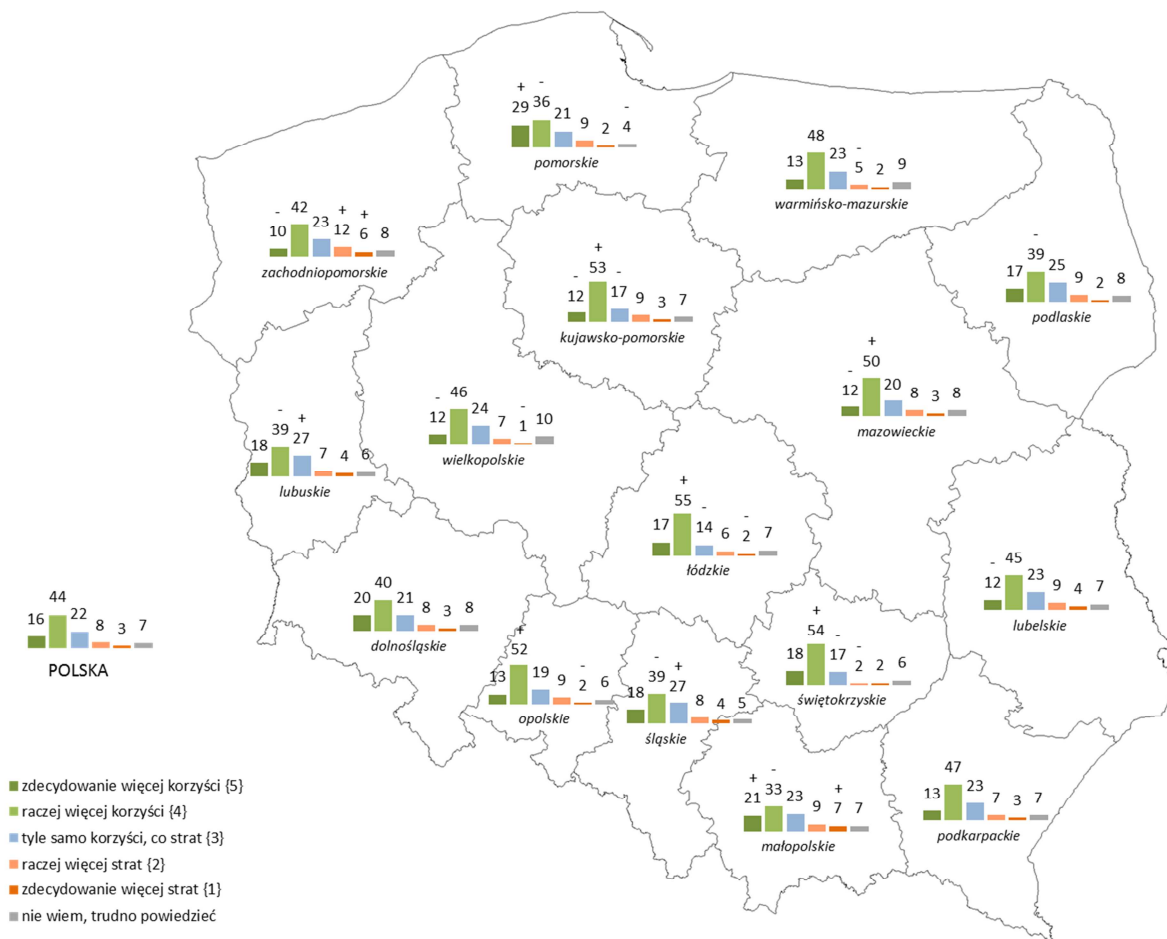 + - -
29 36 21 9 2 4
pomorskie
48 -
13 23 5 2 9
warmińsko-mazurskie
- 42 + +
10 23 12 6 8
zachodniopomorskie
+
- 53 -
12 17 9 3 7
kujawsko-pomorskie
-
17 39 25 9 2 8
podlaskie
+
- 50
12 20 8 3 8
mazowieckie
- 46 -
12 24 7 1 10
wielkopolskie
- +
18 39 27 7 4 6
lubuskie
+
55 - -
17 14 6 2 7
łódzkie
- 45
12 23 9 4 7
lubelskie
40
20 21 8 3 8
dolnośląskie
44
16 22 8 3 7
POLSKA
+
52 -
13 19 9 2 6
opolskie
- +
18 39 27 8 4 5
śląskie
+
54 - -
18 17 2 2 6
świętokrzyskie
+ - +
21 33 23 9 7 7
małopolskie
47
13 23 7 3 7
podkarpackie
zdecydowanie więcej korzyści {5}
raczej więcej korzyści {4}
tyle samo korzyści, co strat {3}
raczej więcej strat {2}
zdecydowanie więcej strat {1}
nie wiem, trudno powiedzieć